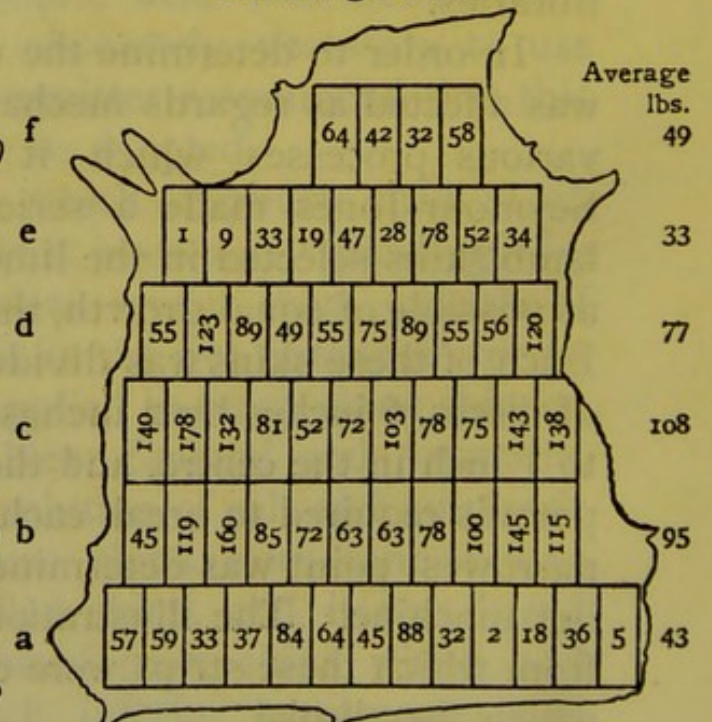 Average
lbs.
f 64 42 32 58 49
e 1 9 33 19 47 28 78 52 34 33
d 55 123 89 49 55 75 89 55 56 120 77
c 140 178 132 81 52 72 103 78 75 143 138 108
b 45 119 160 85 72 63 63 78 100 145 115 95
a 57 59 33 37 84 64 45 88 32 2 18 36 5 43